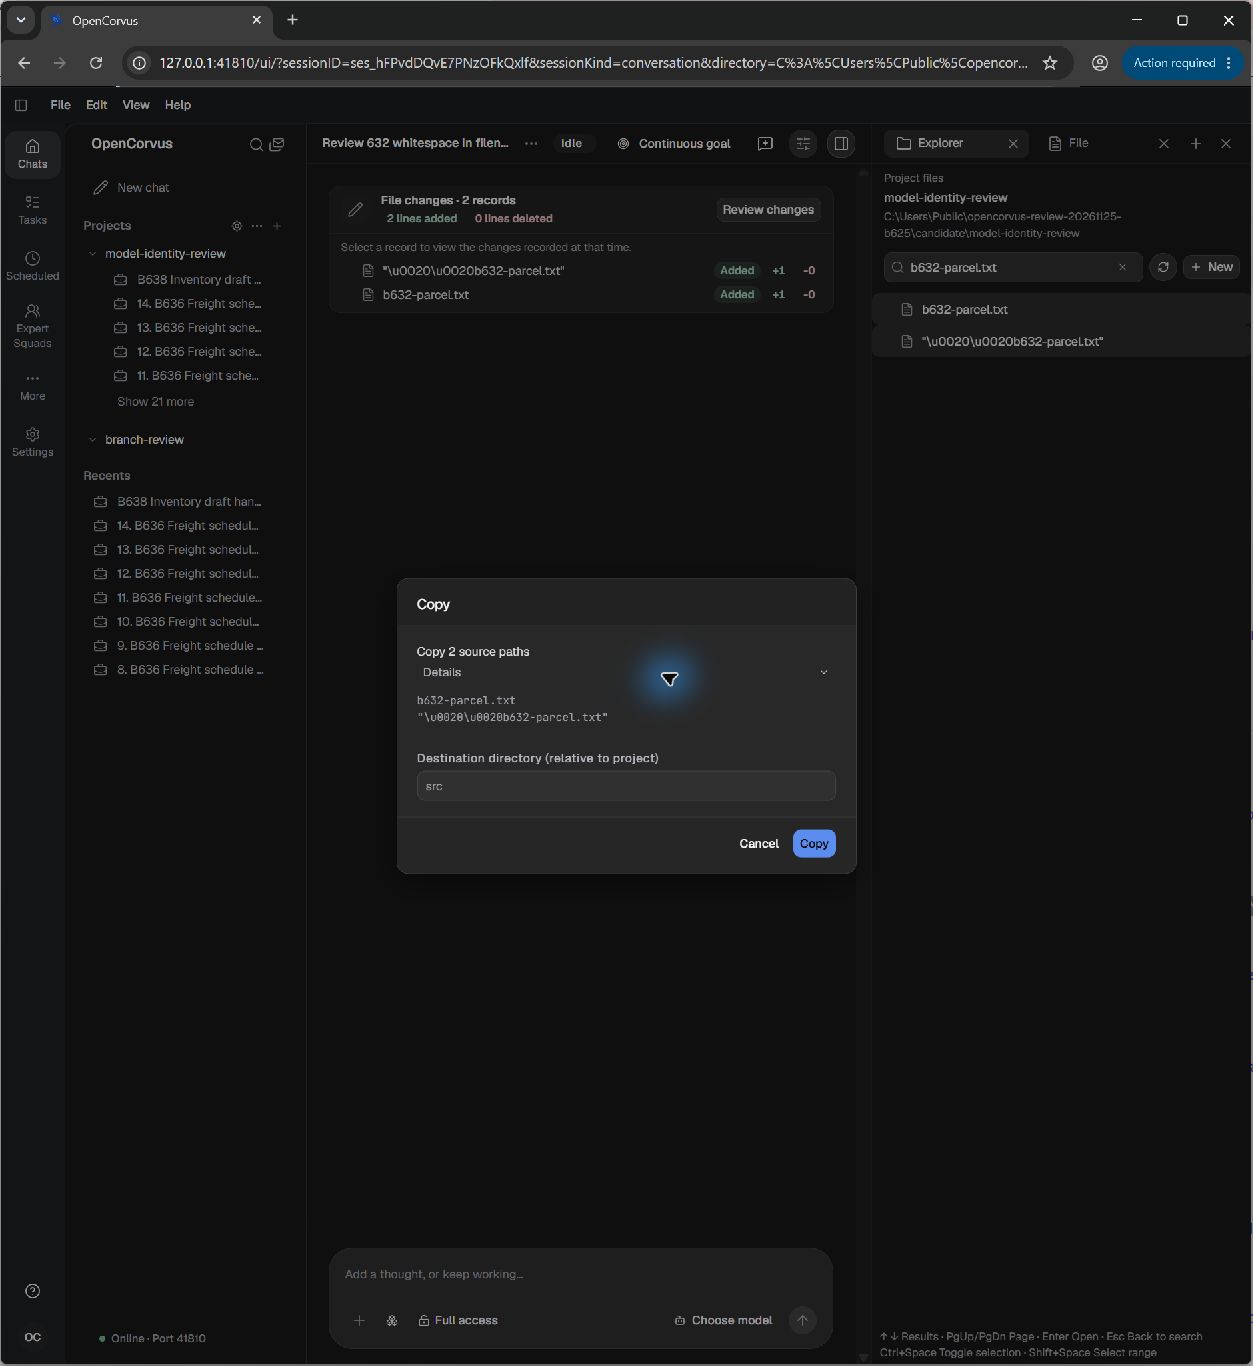 OpenCorvus
127.0.0.1:41810/ui/?sessionID=ses_hFPvdDQvE7PNzOFkQxlf&sessionKind=conversation&directory=C%3A%5CUsers%5CPublic%5Copencor...
Action required
File Edit View Help
Chats
Tasks
Scheduled
Expert
Squads
More
Settings
OC
OpenCorvus
New chat
Projects
model-identity-review
B638 Inventory draft ...
14. B636 Freight sche...
13. B636 Freight sche...
12. B636 Freight sche...
11. B636 Freight sche...
Show 21 more
branch-review
Recents
B638 Inventory draft han...
14. B636 Freight schedul...
13. B636 Freight schedul...
12. B636 Freight schedul...
11. B636 Freight schedule...
10. B636 Freight schedul...
9. B636 Freight schedule ...
8. B636 Freight schedule ...
Online · Port 41810
Review 632 whitespace in filen... ··· Idle Continuous goal
File changes · 2 records
2 lines added 0 lines deleted
Review changes
Select a record to view the changes recorded at that time.
"\u0020\u0020b632-parcel.txt" Added +1 -0
b632-parcel.txt Added +1 -0
Copy
Copy 2 source paths
Details
b632-parcel.txt
"\u0020\u0020b632-parcel.txt"
Destination directory (relative to project)
src
Cancel Copy
Add a thought, or keep working...
Full access Choose model
Explorer File
Project files
model-identity-review
C:\Users\Public\opencorvus-review-20261125-
b625\candidate\model-identity-review
b632-parcel.txt + New
b632-parcel.txt
"\u0020\u0020b632-parcel.txt"
↑↓ Results · PgUp/PgDn Page · Enter Open · Esc Back to search
Ctrl+Space Toggle selection · Shift+Space Select range